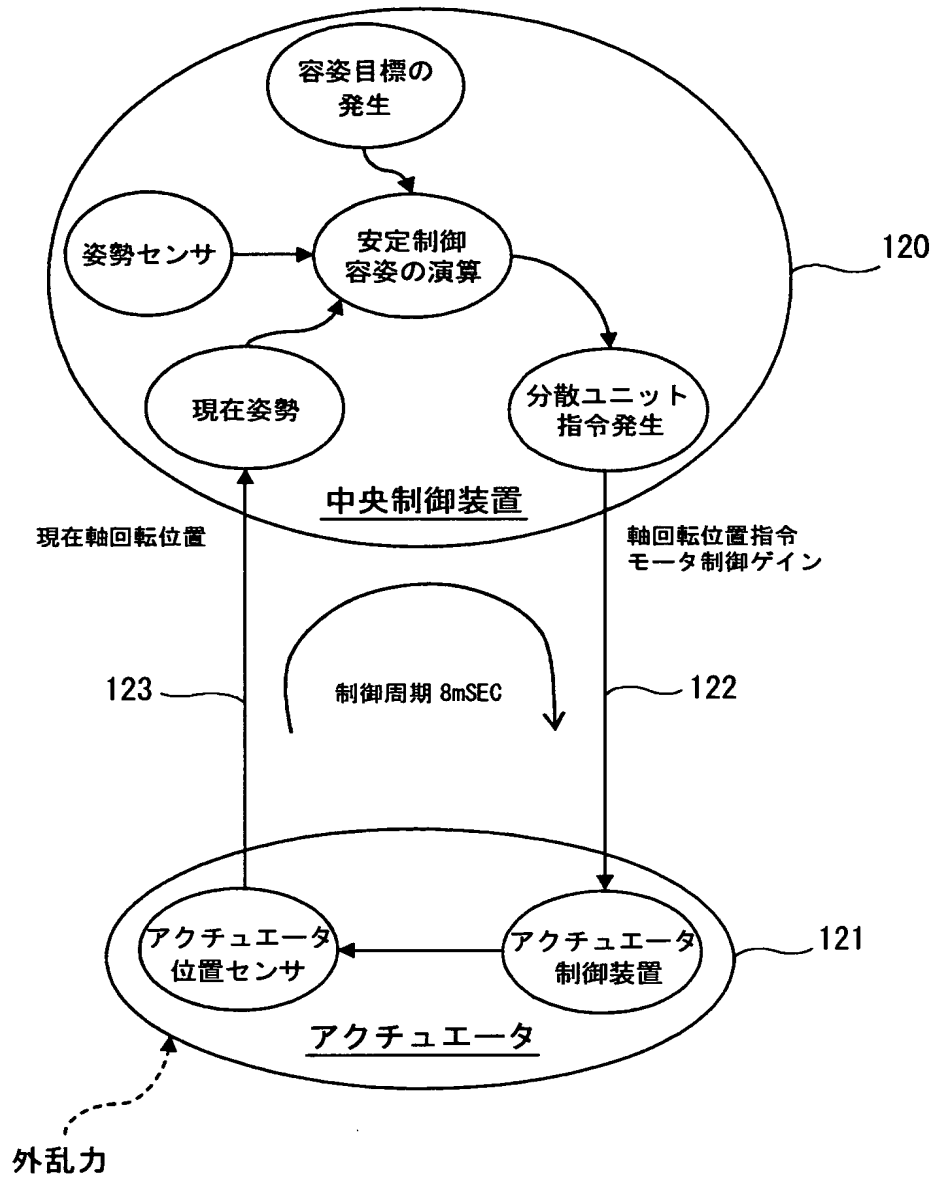 容姿目標の
発生
姿勢センサ
安定制御
容姿の演算
120
現在姿勢
分散ユニット
指令発生
中央制御装置
現在軸回転位置
軸回転位置指令
モータ制御ゲイン
123
制御周期 8mSEC
122
アクチュエータ
位置センサ
アクチュエータ
制御装置
121
アクチュエータ
外乱力